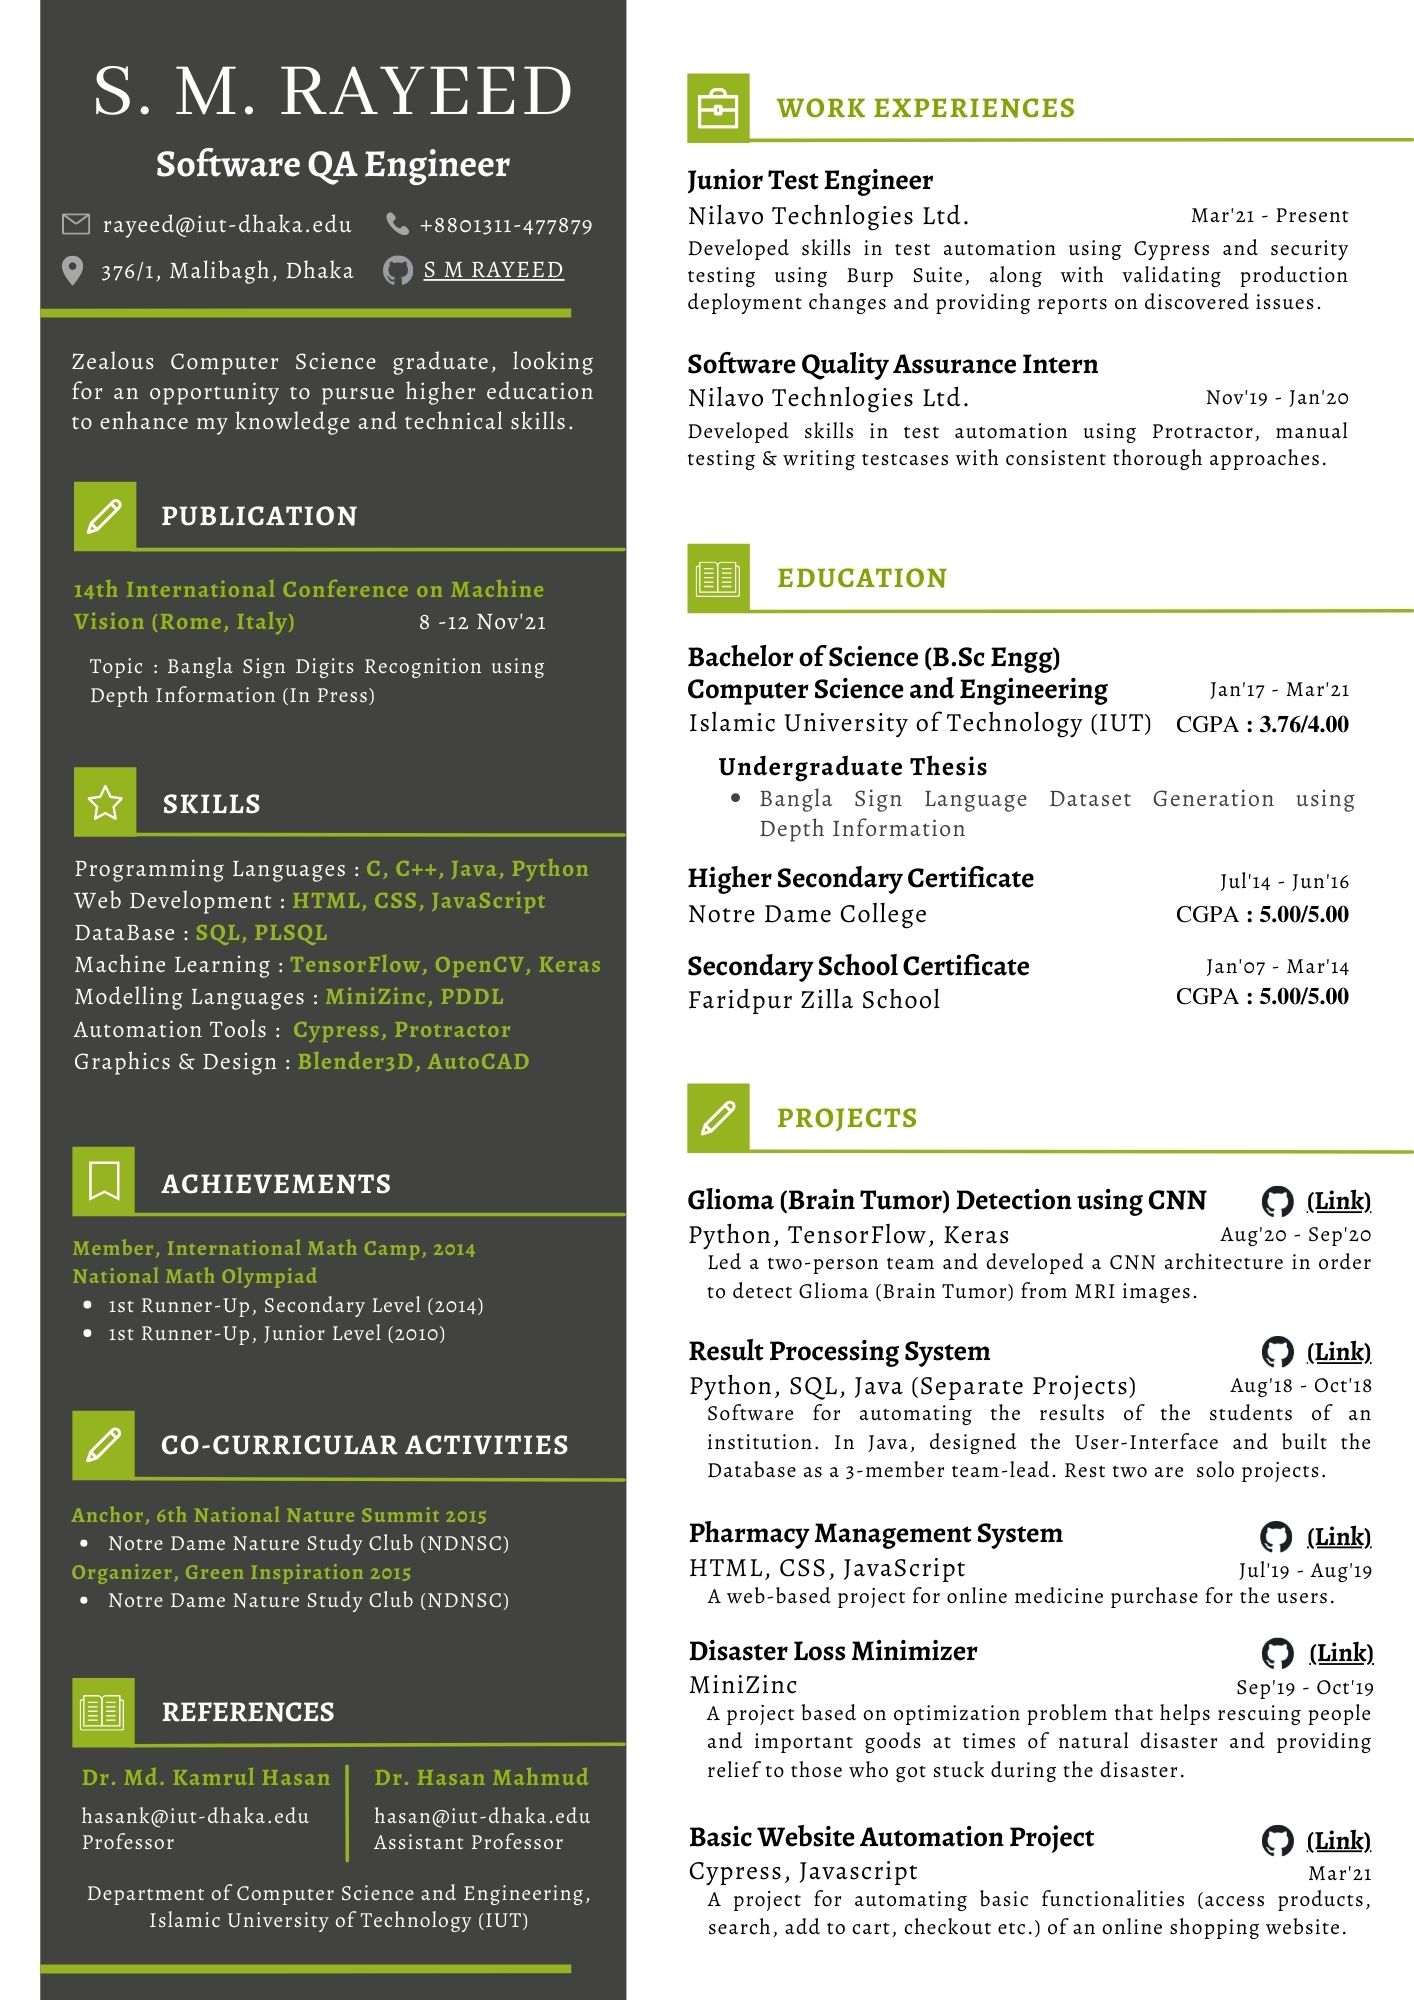 S. M. RAYEED
Software QA Engineer
rayeed@iut-dhaka.edu +8801311-477879
376/1, Malibagh, Dhaka S M RAYEED
Zealous Computer Science graduate, looking
for an opportunity to pursue higher education
to enhance my knowledge and technical skills.
PUBLICATION
14th International Conference on Machine
Vision (Rome, Italy) 8 -12 Nov'21
Topic : Bangla Sign Digits Recognition using
Depth Information (In Press)
SKILLS
Programming Languages : C, C++, Java, Python
Web Development : HTML, CSS, JavaScript
DataBase : SQL, PLSQL
Machine Learning : TensorFlow, OpenCV, Keras
Modelling Languages : MiniZinc, PDDL
Automation Tools : Cypress, Protractor
Graphics & Design : Blender3D, AutoCAD
ACHIEVEMENTS
Member, International Math Camp, 2014
National Math Olympiad
• 1st Runner-Up, Secondary Level (2014)
• 1st Runner-Up, Junior Level (2010)
CO-CURRICULAR ACTIVITIES
Anchor, 6th National Nature Summit 2015
• Notre Dame Nature Study Club (NDNSC)
Organizer, Green Inspiration 2015
• Notre Dame Nature Study Club (NDNSC)
REFERENCES
Dr. Md. Kamrul Hasan
hasank@iut-dhaka.edu
Professor
Dr. Hasan Mahmud
hasan@iut-dhaka.edu
Assistant Professor
Department of Computer Science and Engineering,
Islamic University of Technology (IUT)
WORK EXPERIENCES
Junior Test Engineer
Nilavo Technlogies Ltd. Mar'21 - Present
Developed skills in test automation using Cypress and security
testing using Burp Suite, along with validating production
deployment changes and providing reports on discovered issues.
Software Quality Assurance Intern
Nilavo Technlogies Ltd. Nov'19 - Jan'20
Developed skills in test automation using Protractor, manual
testing & writing testcases with consistent thorough approaches.
EDUCATION
Bachelor of Science (B.Sc Engg)
Computer Science and Engineering Jan'17 - Mar'21
Islamic University of Technology (IUT) CGPA : 3.76/4.00
Undergraduate Thesis
• Bangla Sign Language Dataset Generation using
Depth Information
Higher Secondary Certificate Jul'14 - Jun'16
Notre Dame College CGPA : 5.00/5.00
Secondary School Certificate Jan'07 - Mar'14
Faridpur Zilla School CGPA : 5.00/5.00
PROJECTS
Glioma (Brain Tumor) Detection using CNN (Link)
Python, TensorFlow, Keras Aug'20 - Sep'20
Led a two-person team and developed a CNN architecture in order
to detect Glioma (Brain Tumor) from MRI images.
Result Processing System (Link)
Python, SQL, Java (Separate Projects) Aug'18 - Oct'18
Software for automating the results of the students of an
institution. In Java, designed the User-Interface and built the
Database as a 3-member team-lead. Rest two are solo projects.
Pharmacy Management System (Link)
HTML, CSS, JavaScript Jul'19 - Aug'19
A web-based project for online medicine purchase for the users.
Disaster Loss Minimizer (Link)
MiniZinc Sep'19 - Oct'19
A project based on optimization problem that helps rescuing people
and important goods at times of natural disaster and providing
relief to those who got stuck during the disaster.
Basic Website Automation Project (Link)
Cypress, Javascript Mar'21
A project for automating basic functionalities (access products,
search, add to cart, checkout etc.) of an online shopping website.